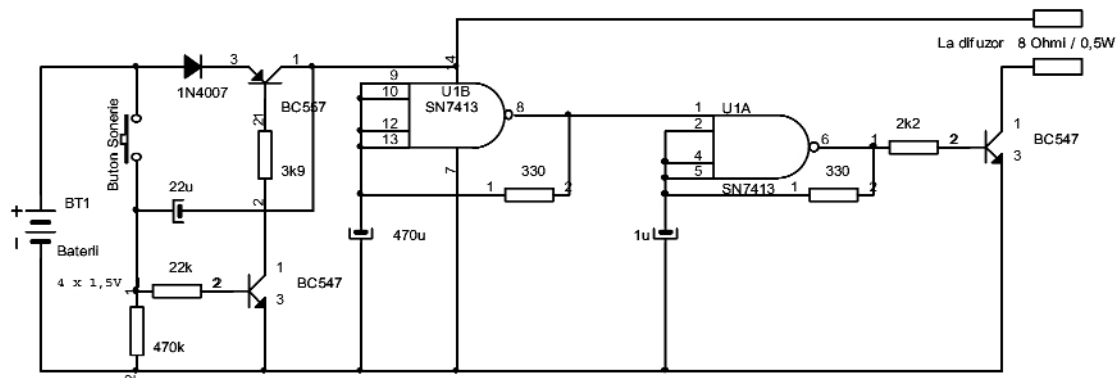 La difuzor 8 Ohmi / 0,5W
3
1
14
1N4007
BC557
21
9
10
12
13
U1B
SN7413
8
7
1
2
4
5
U1A
SN7413
6
1
2k2
2
1
3
BC547
Buton Sonerie
3k9
2
22u
1
330
2
1
330
2
+
BT1
-
Baterii
4 x 1,5V
1
22k
2
1
3
BC547
470u
1u
470k